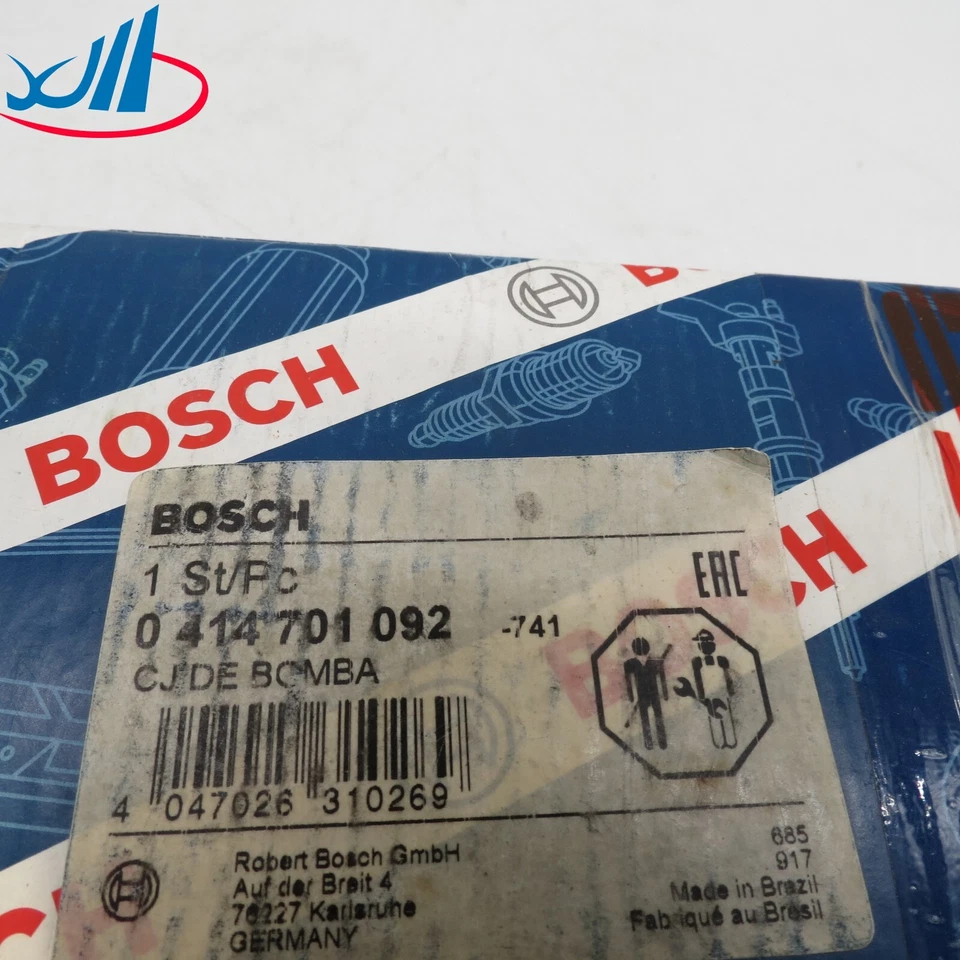 BOSCH
BOSCH
1 St/Pc
0 414 701 092 -741
CJ DE BOMBA
EAC
4 047026 310269
Robert Bosch GmbH
Auf der Breit 4
76227 Karlsruhe
GERMANY
685
917
Made in Brazil
Fabriqué au Brésil